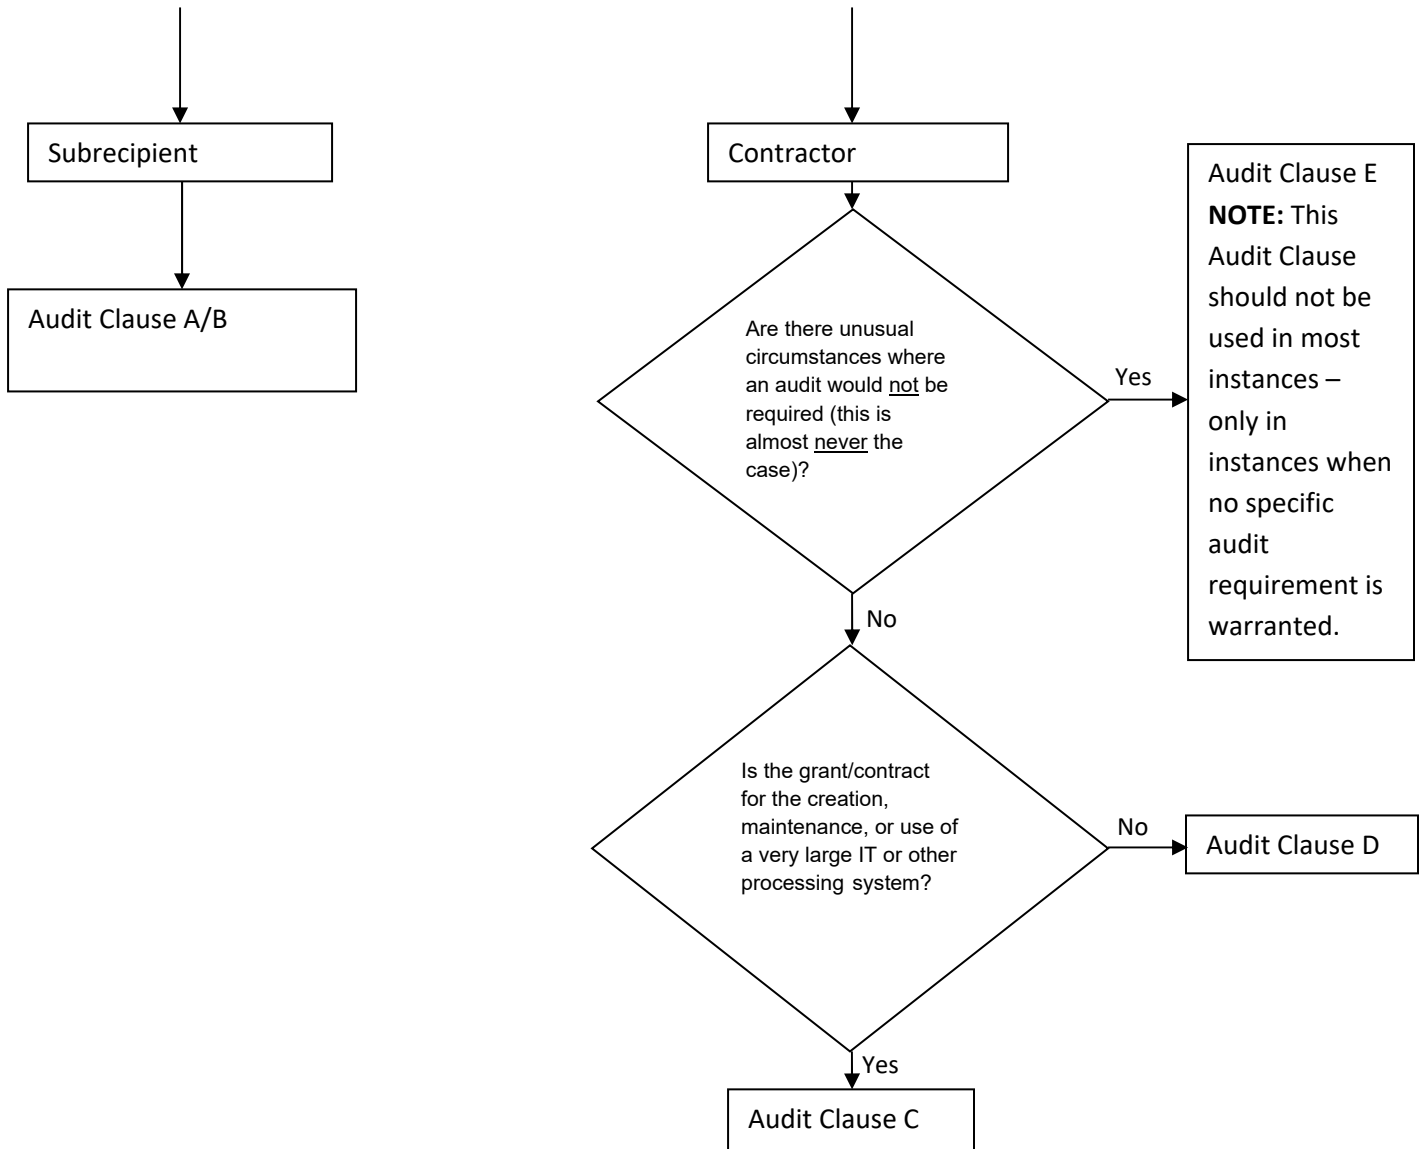 Subrecipient
Audit Clause A/B
Contractor
Are there unusual
circumstances where
an audit would not be
required (this is
almost never the
case)?
Yes
Audit Clause E
NOTE: This
Audit Clause
should not be
used in most
instances –
only in
instances when
no specific
audit
requirement is
warranted.
No
Is the grant/contract
for the creation,
maintenance, or use of
a very large IT or other
processing system?
No
Audit Clause D
Yes
Audit Clause C